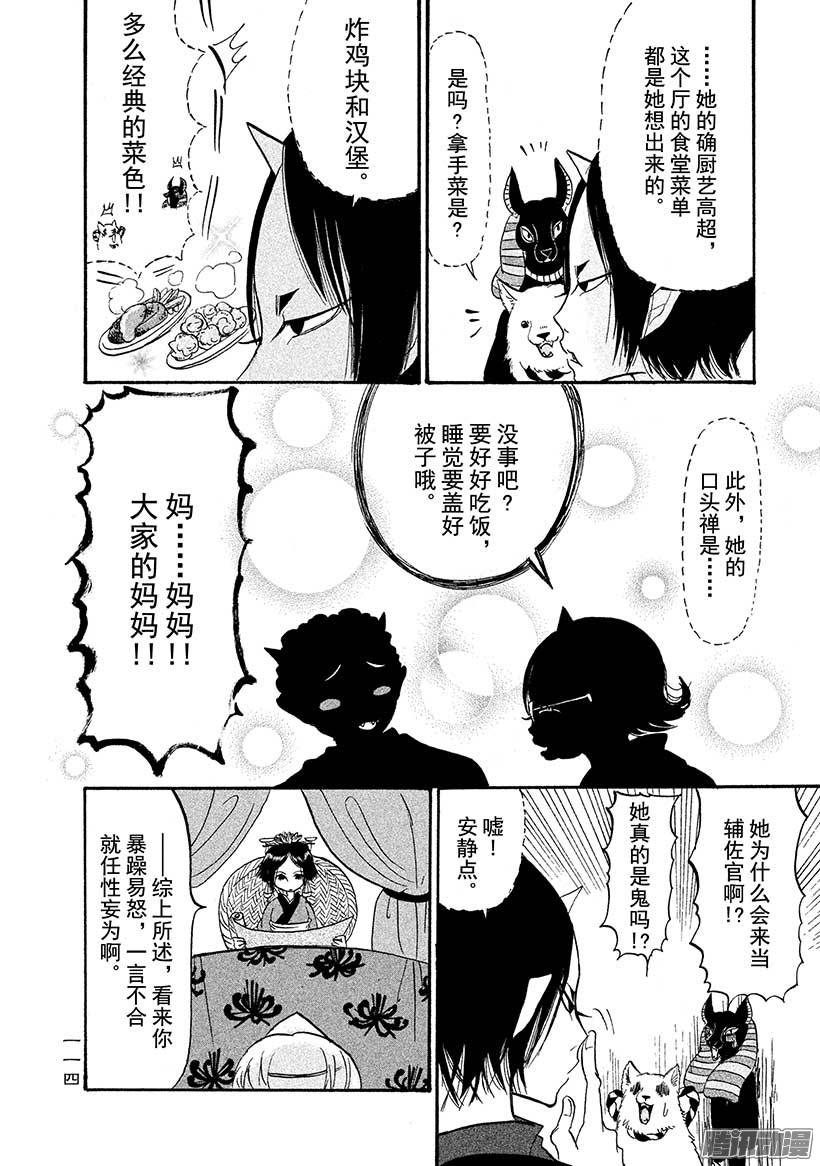 ……她的确厨艺高超，
这个厅的食堂菜单
都是她想出来的。
是吗？拿手菜是？
炸鸡块和汉堡。
多么经典的菜色!!
此外，她的
口头禅是……
没事吧？
要好好吃饭，
睡觉要盖好
被子哦。
妈……妈妈!!
大家的妈妈!!
她为什么会来当
辅佐官啊!?
她真的是鬼吗!?
嘘！
安静点。
——综上所述，看来你
暴躁易怒，一言不合
就任性妄为啊。
一一四
腾讯动漫